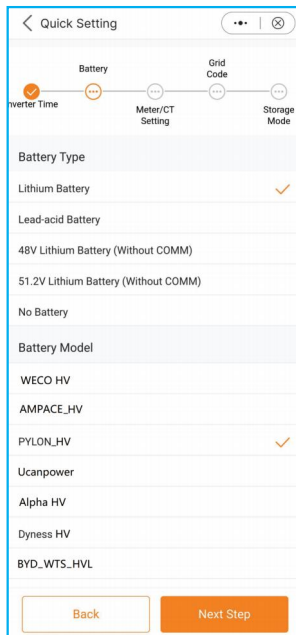 Quick Setting
Battery
Grid
Code
nverter Time
Meter/CT
Setting
Storage
Mode
Battery Type
Lithium Battery
Lead-acid Battery
48V Lithium Battery (Without COMM)
51.2V Lithium Battery (Without COMM)
No Battery
Battery Model
WECO HV
AMPACE_HV
PYLON_HV
Ucanpower
Alpha HV
Dyness HV
BYD_WTS_HVL
Back
Next Step